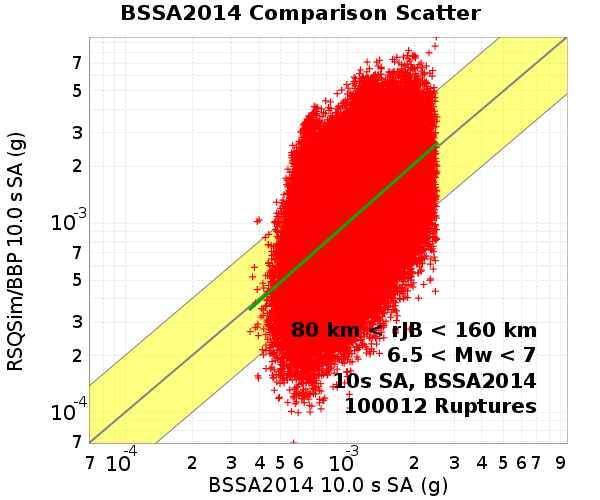 BSSA2014 Comparison Scatter
RSQSim/BBP 10.0 s SA (g)
7
5
3
2
10-3
7
5
3
2
10-4
7
80 km < rJB < 160 km
6.5 < Mw < 7
10s SA, BSSA2014
100012 Ruptures
7 10-4 2 3 4 5 6 10-3 2 3 4 5 6 7 9
BSSA2014 10.0 s SA (g)